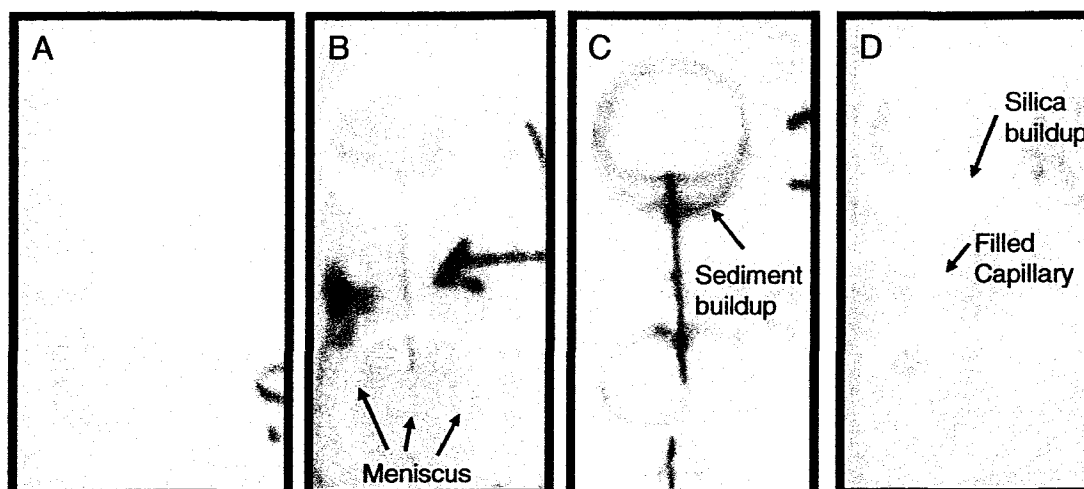 A
B
Meniscus
C
Sediment
buildup
D
Silica
buildup
Filled
Capillary